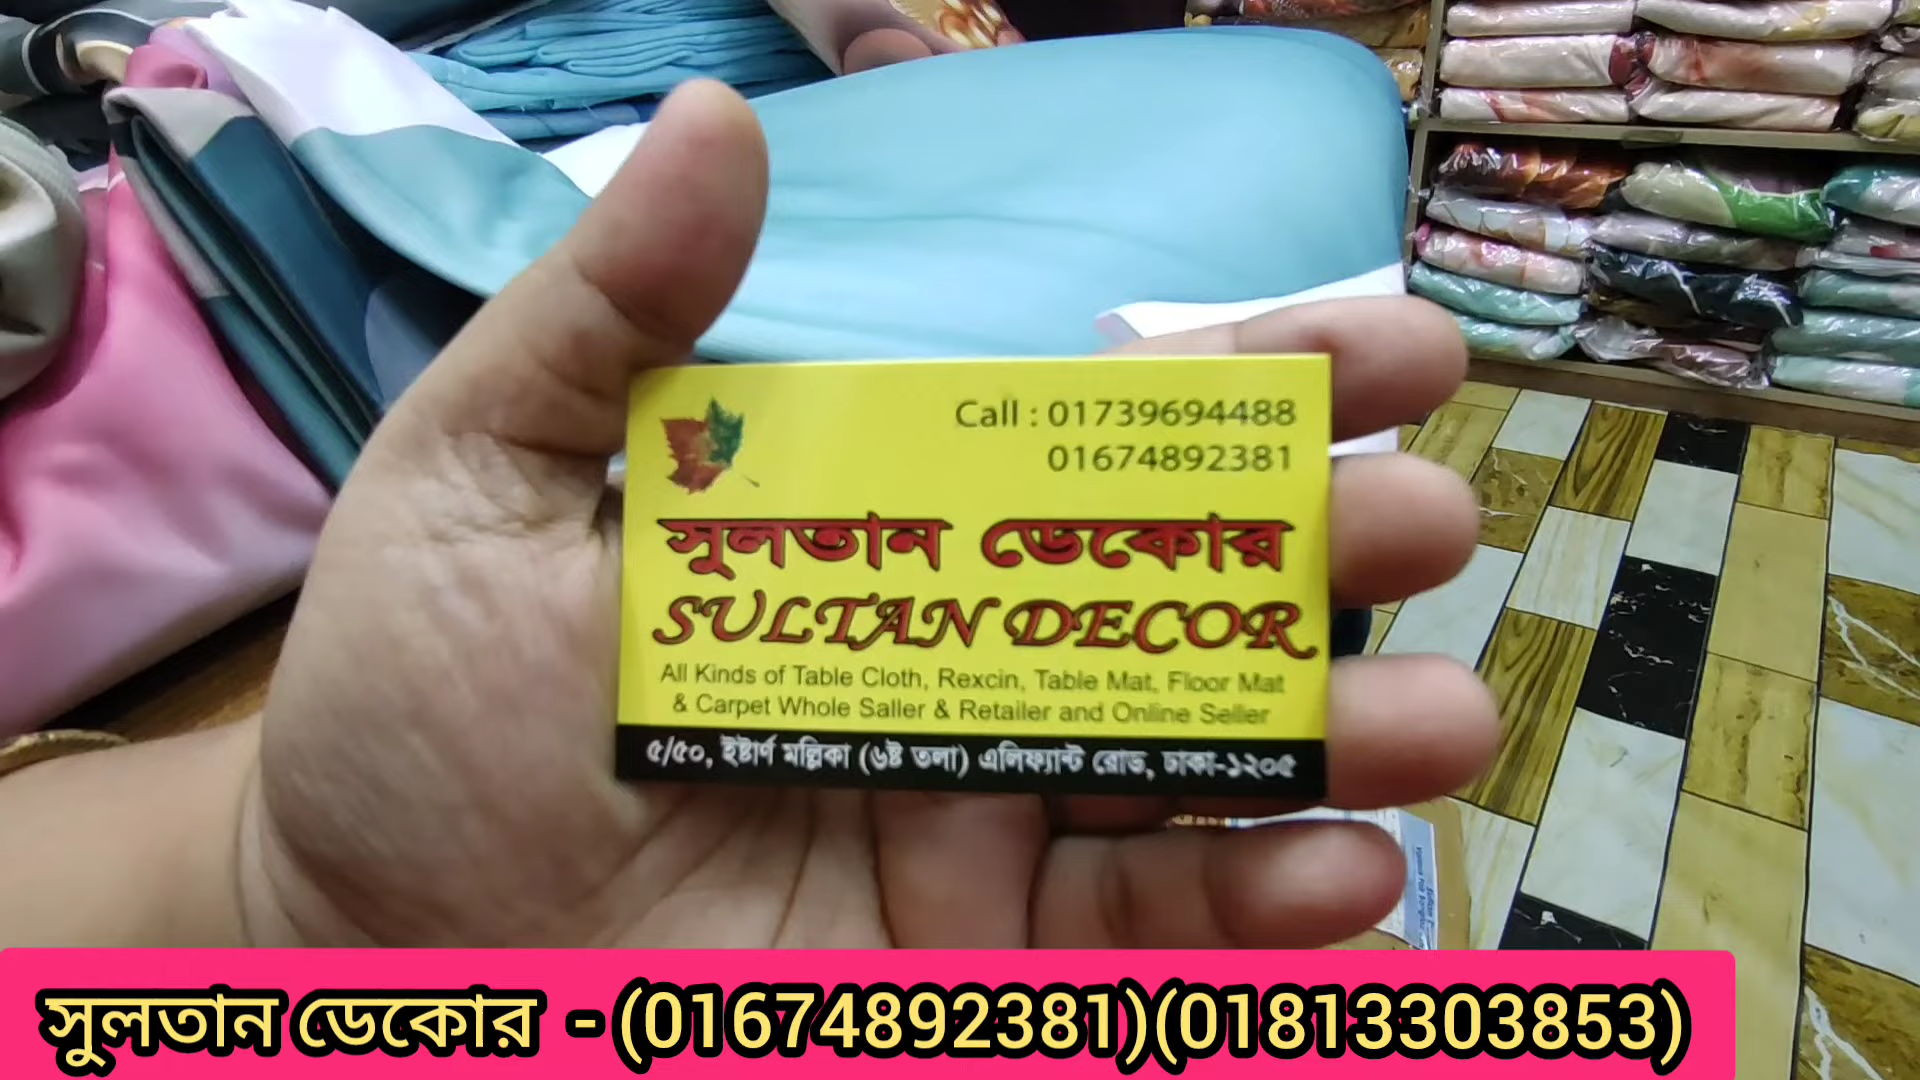 Call : 01739694488
01674892381
সুলতান ডেকোর
SULTAN DECOR
All Kinds of Table Cloth, Rexcin, Table Mat, Floor Mat
& Carpet Whole Saller & Retailer and Online Seller
৫/৫০, ইষ্টার্ণ মল্লিকা (৬ষ্ট তলা) এলিফ্যান্ট রোড, ঢাকা-১২০৫
সুলতান ডেকোর - (01674892381)(01813303853)